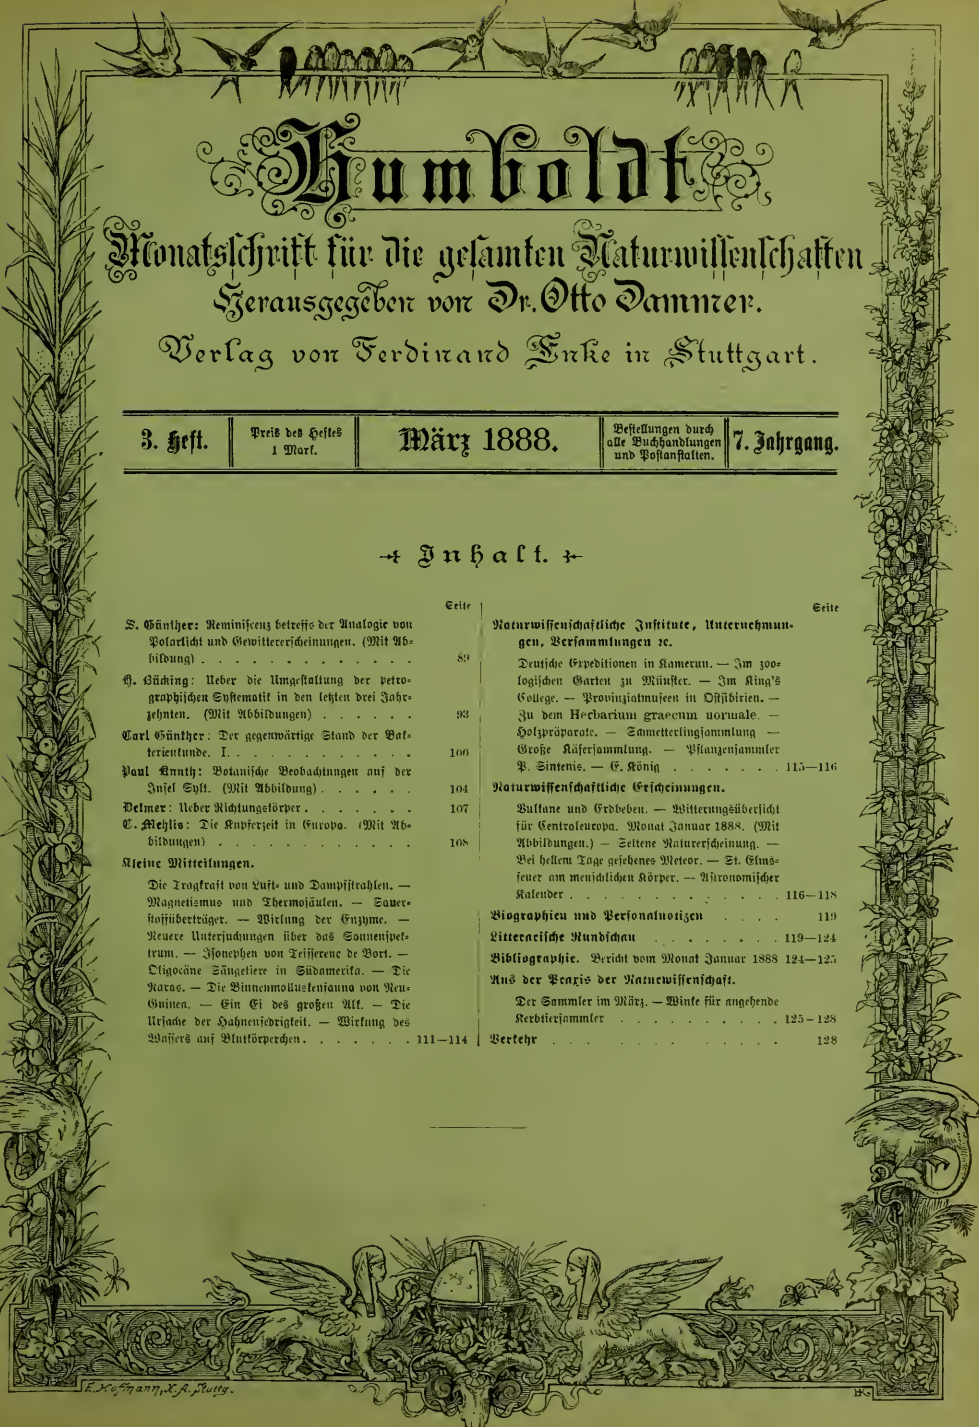 Humboldt
Monatsschrift für die gesamten Naturwissenschaften
Herausgegeben von Dr. Otto Dammer.
Verlag von Ferdinand Enke in Stuttgart.
3. Heft.
Preis des Heftes
1 Mark.
März 1888.
Bestellungen durch
alle Buchhandlungen
und Postanstalten.
7. Jahrgang.
Inhalt.
Seite
S. Günther: Reminiscenz betreffs der Analogie von
Polarlicht und Gewittererscheinungen. (Mit Ab-
bildung) . . . . . . . . . . . . . 89
H. Bücking: Ueber die Umgestaltung der petro-
graphischen Systematik in den letzten drei Jahr-
zehnten. (Mit Abbildungen) . . . . . . 93
Carl Günther: Der gegenwärtige Stand der Bak-
terienkunde. I. . . . . . . . . . . . 100
Paul Knuth: Botanische Beobachtungen auf der
Insel Sylt. (Mit Abbildung) . . . . . . 104
Detmer: Ueber Richtungskörper. . . . . . . 107
C. Mehlis: Die Kupferzeit in Europa. (Mit Ab-
bildungen) . . . . . . . . . . . . 108
Kleine Mitteilungen.
Die Tragkraft von Luft- und Dampfstrahlen. —
Magnetismus und Thermosäulen. — Sauer-
stoffüberträger. — Wirkung der Enzyme. —
Neuere Untersuchungen über das Sonnenspek-
trum. — Isonephen von Teisserenc de Bort. —
Oligocäne Säugetiere in Südamerika. — Die
Karas. — Die Binnenmolluskenfauna von Neu-
Guinea. — Ein Ei des großen Alk. — Die
Ursache der Hahnenfedrigkeit. — Wirkung des
Wassers auf Blutkörperchen. . . . . . . 111—114
Seite
Naturwissenschaftliche Institute, Unternehmun-
gen, Versammlungen 2c.
Deutsche Expeditionen in Kamerun. — Im zoo-
logischen Garten zu Münster. — Im King's
College. — Provinzialmuseen in Ostsibirien. —
Zu dem Herbarium graecum normale. —
Holzpräparate. — Schmetterlingsammlung —
Große Käfersammlung. — Pflanzensammler
P. Sintenis. — E. König . . . . . . . 115—116
Naturwissenschaftliche Erscheinungen.
Vulkane und Erdbeben. — Witterungsübersicht
für Centraleuropa. Monat Januar 1888. (Mit
Abbildungen.) — Seltene Naturerscheinung. —
Bei hellem Tage gesehenes Meteor. — St. Elms-
feuer am menschlichen Körper. — Astronomischer
Kalender . . . . . . . . . . . . . 116—118
Biographien und Personalnotizen . . . . 119
Litterarische Rundschau . . . . . . . . 119—124
Bibliographie. Bericht vom Monat Januar 1888 124—125
Aus der Praxis der Naturwissenschaft.
Der Sammler im März. — Winke für angehende
Kerbtiersammler . . . . . . . . . . 125—128
Verkehr . . . . . . . . . . . . . . 128
E. Hofmann, X. A. Stuttg.
HK